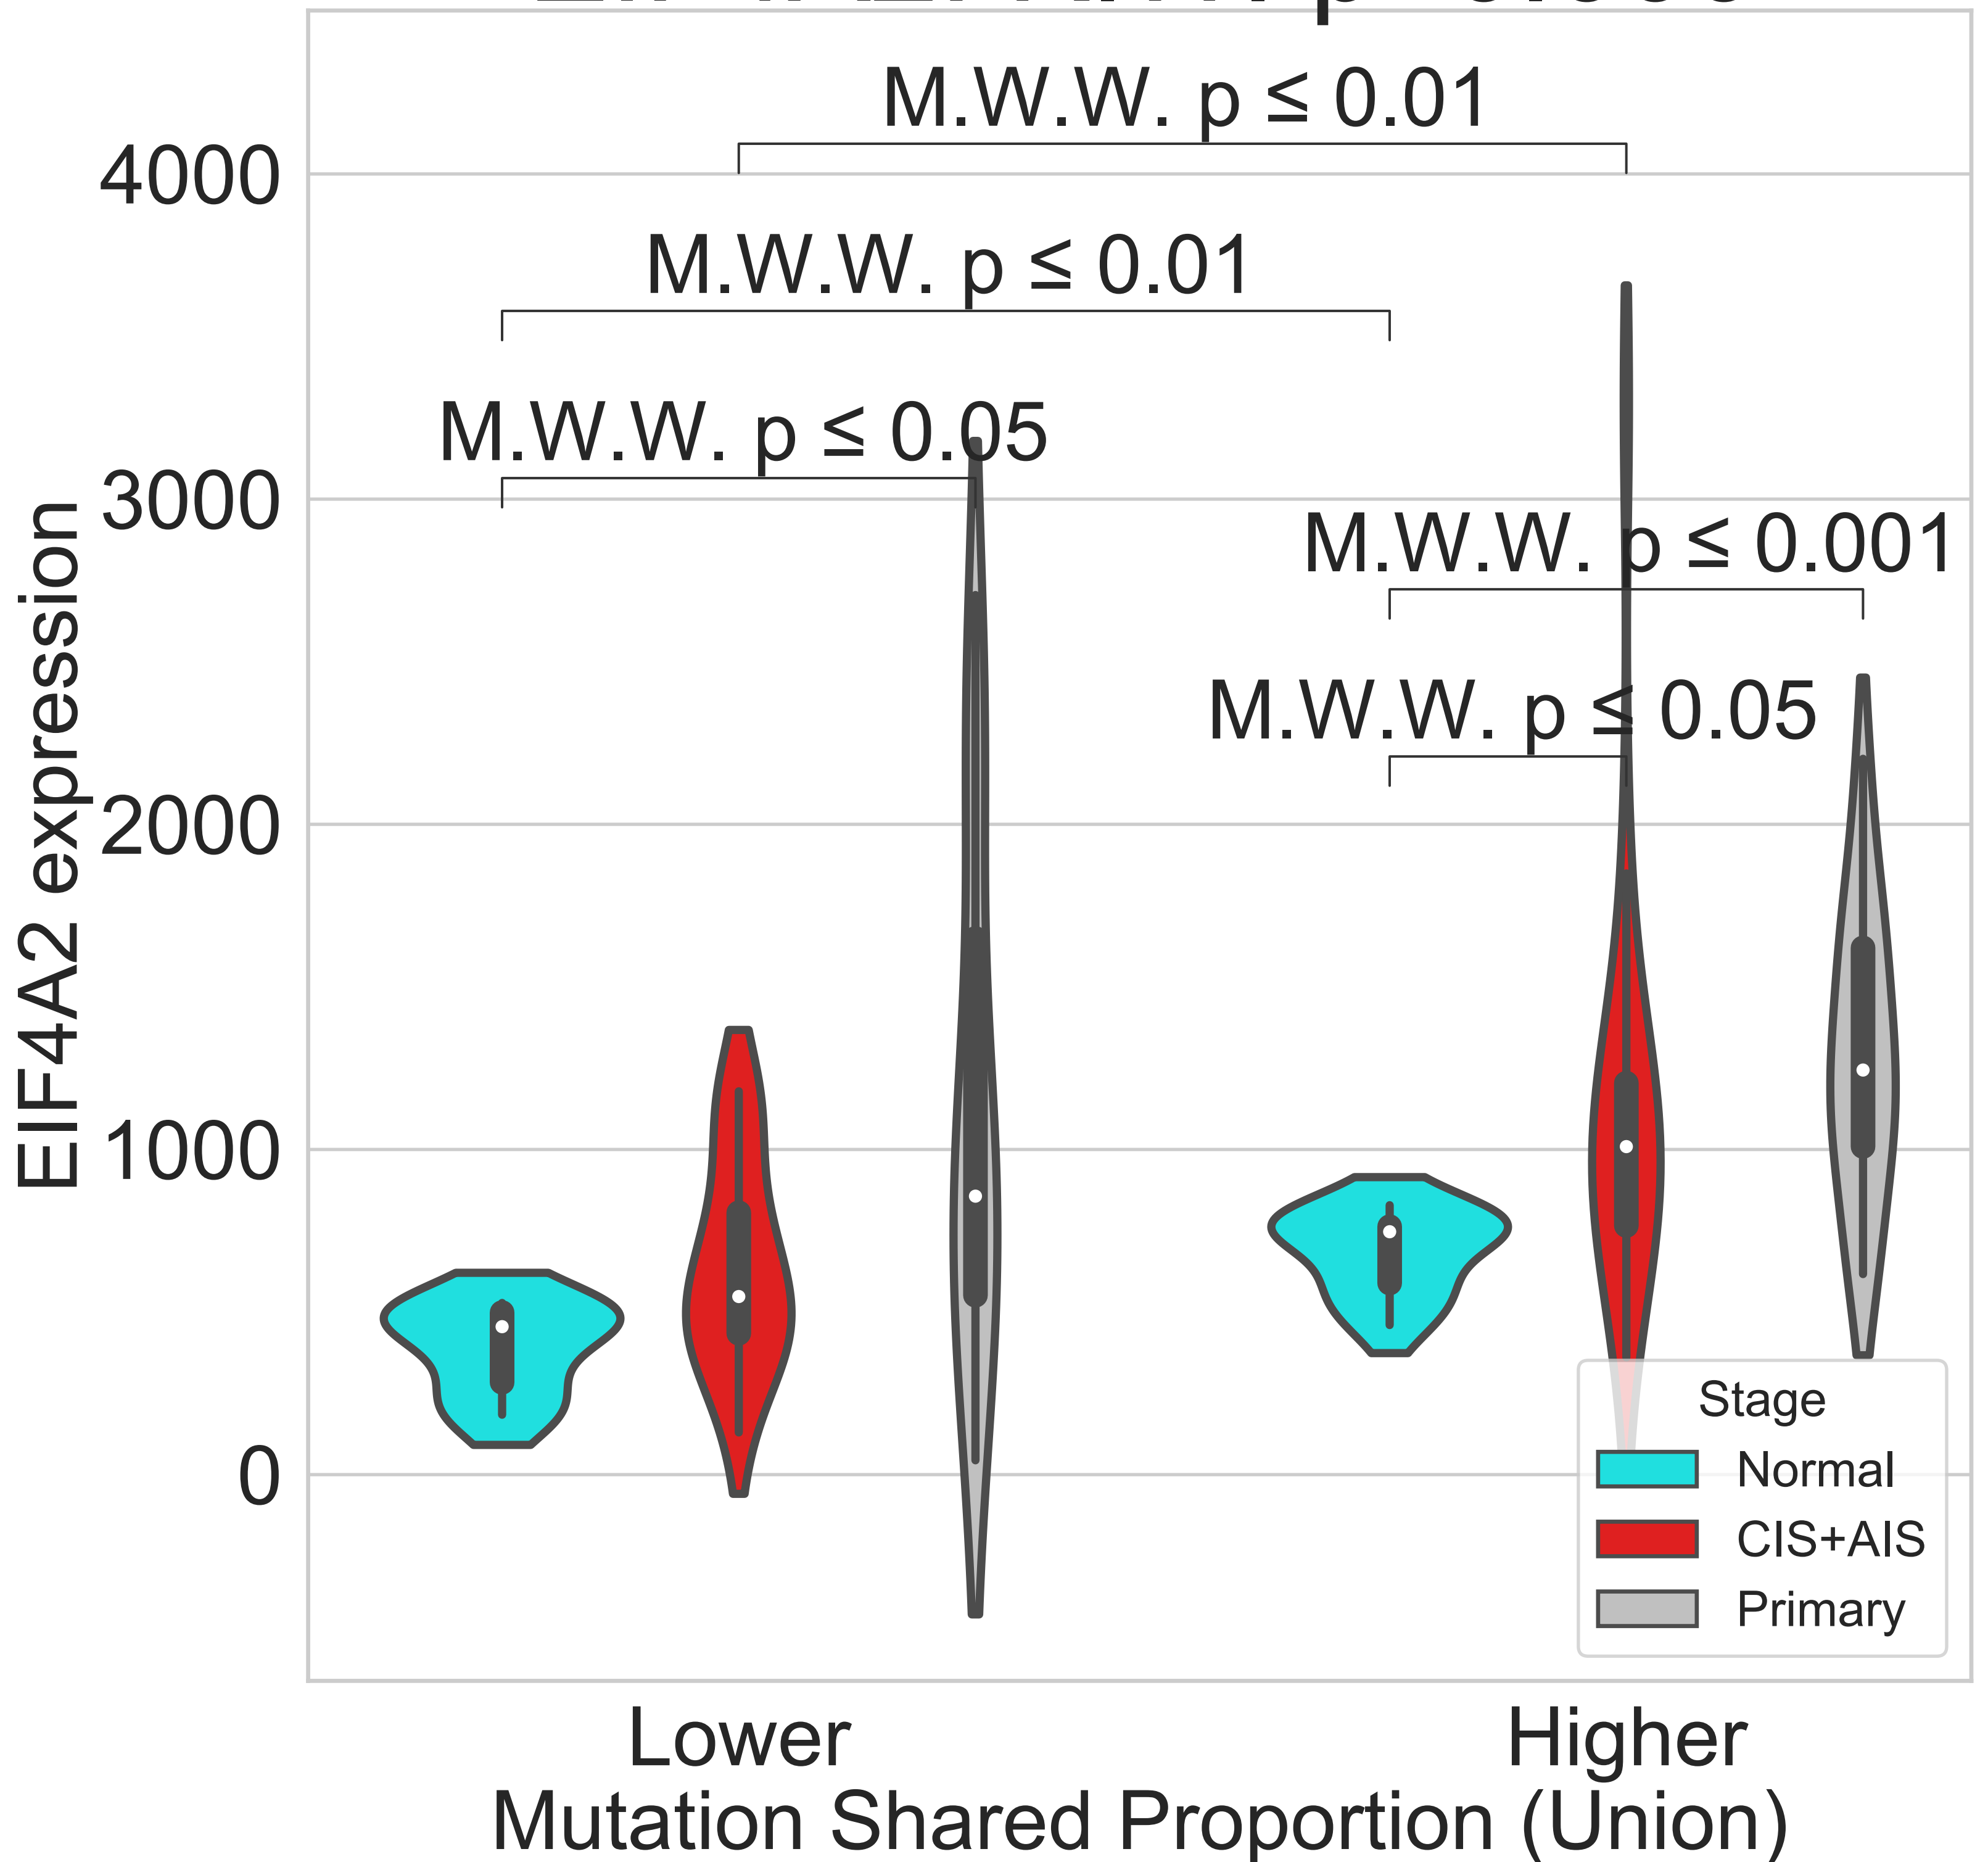 M.W.W. p ≤ 0.01
4000
M.W.W. p ≤ 0.01
M.W.W. p ≤ 0.05
3000
M.W.W. p ≤ 0.001
M.W.W. p ≤ 0.05
2000
1000
0
EIF4A2 expression
Stage
Normal
CIS+AIS
Primary
Lower
Higher
Mutation Shared Proportion (Union)